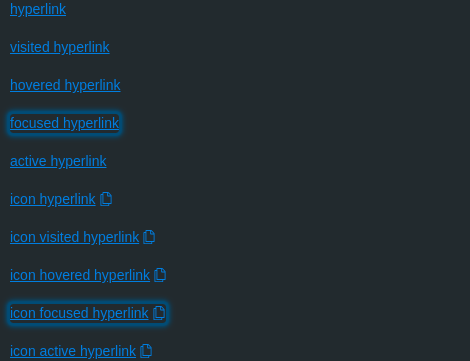 hyperlink
visited hyperlink
hovered hyperlink
focused hyperlink
active hyperlink
icon hyperlink
icon visited hyperlink
icon hovered hyperlink
icon focused hyperlink
icon active hyperlink